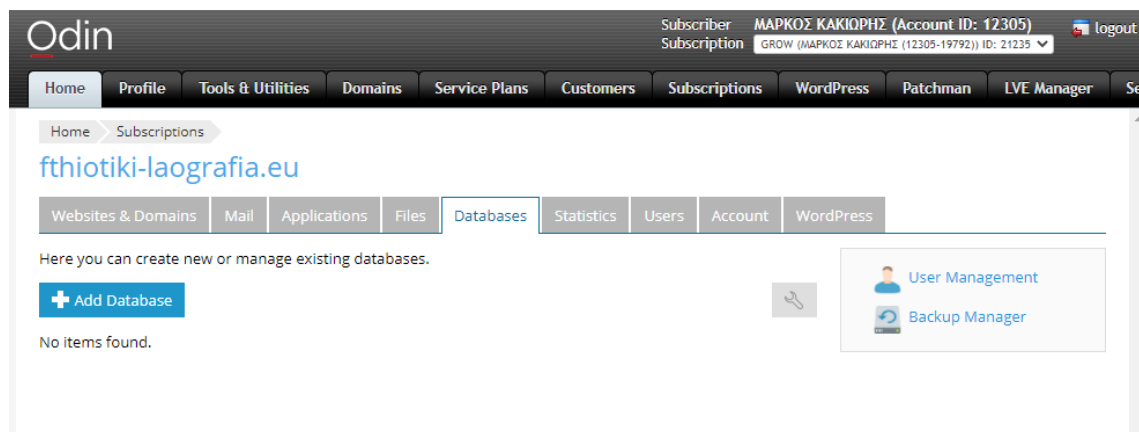 Odin
Subscriber ΜΑΡΚΟΣ ΚΑΚΙΩΡΗΣ (Account ID: 12305)
Subscription GROW (ΜΑΡΚΟΣ ΚΑΚΙΩΡΗΣ (12305-19792)) ID: 21235
logout
Home Profile Tools & Utilities Domains Service Plans Customers Subscriptions WordPress Patchman LVE Manager Se
Home Subscriptions
fthiotiki-laografia.eu
Websites & Domains Mail Applications Files Databases Statistics Users Account WordPress
Here you can create new or manage existing databases.
Add Database
No items found.
User Management
Backup Manager